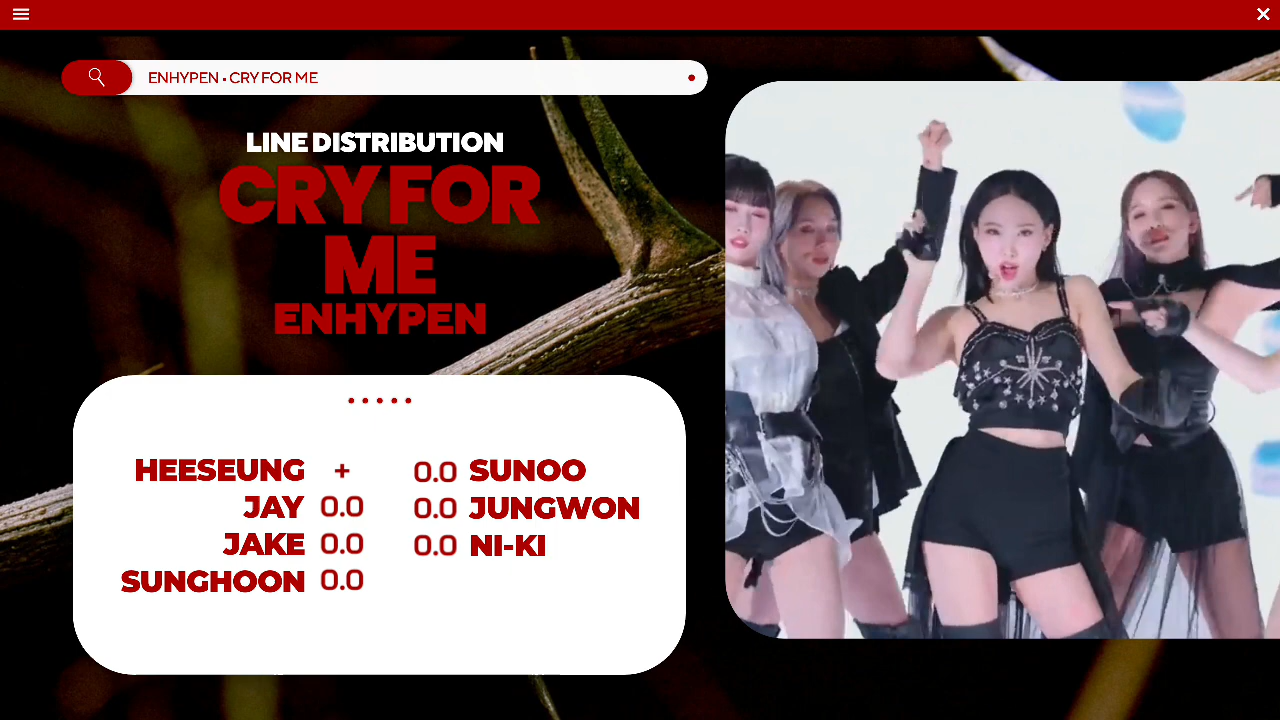 ENHYPEN • CRY FOR ME
LINE DISTRIBUTION
CRY FOR
ME
ENHYPEN
HEESEUNG +
JAY 0.0
JAKE 0.0
SUNGHOON 0.0
0.0 SUNOO
0.0 JUNGWON
0.0 NI-KI